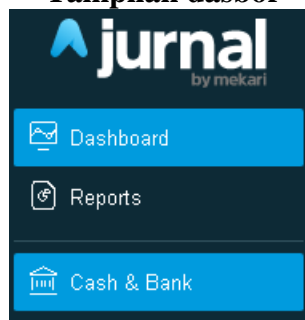 Tampilan dasbor
jurnal
by mekari
Dashboard
Reports
Cash & Bank